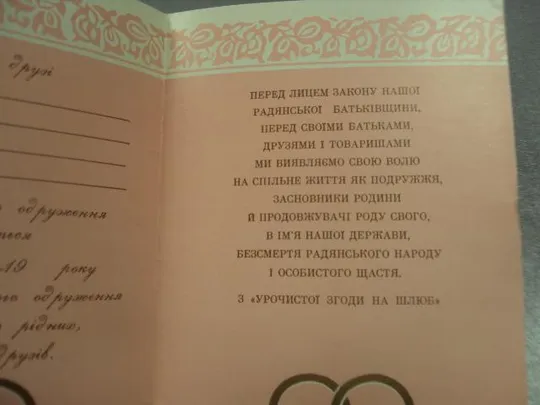 друзі
одруження
19 року
одруження
рідних,
друзів.
ПЕРЕД ЛИЦЕМ ЗАКОНУ НАШОЇ
РАДЯНСЬКОЇ БАТЬКІВЩИНИ,
ПЕРЕД СВОЇМИ БАТЬКАМИ,
ДРУЗЯМИ І ТОВАРИШАМИ
МИ ВИЯВЛЯЄМО СВОЮ ВОЛЮ
НА СПІЛЬНЕ ЖИТТЯ ЯК ПОДРУЖЖЯ,
ЗАСНОВНИКИ РОДИНИ
Й ПРОДОВЖУВАЧІ РОДУ СВОГО,
В ІМ'Я НАШОЇ ДЕРЖАВИ,
БЕЗСМЕРТЯ РАДЯНСЬКОГО НАРОДУ
І ОСОБИСТОГО ЩАСТЯ.
З «УРОЧИСТОЇ ЗГОДИ НА ШЛЮБ»